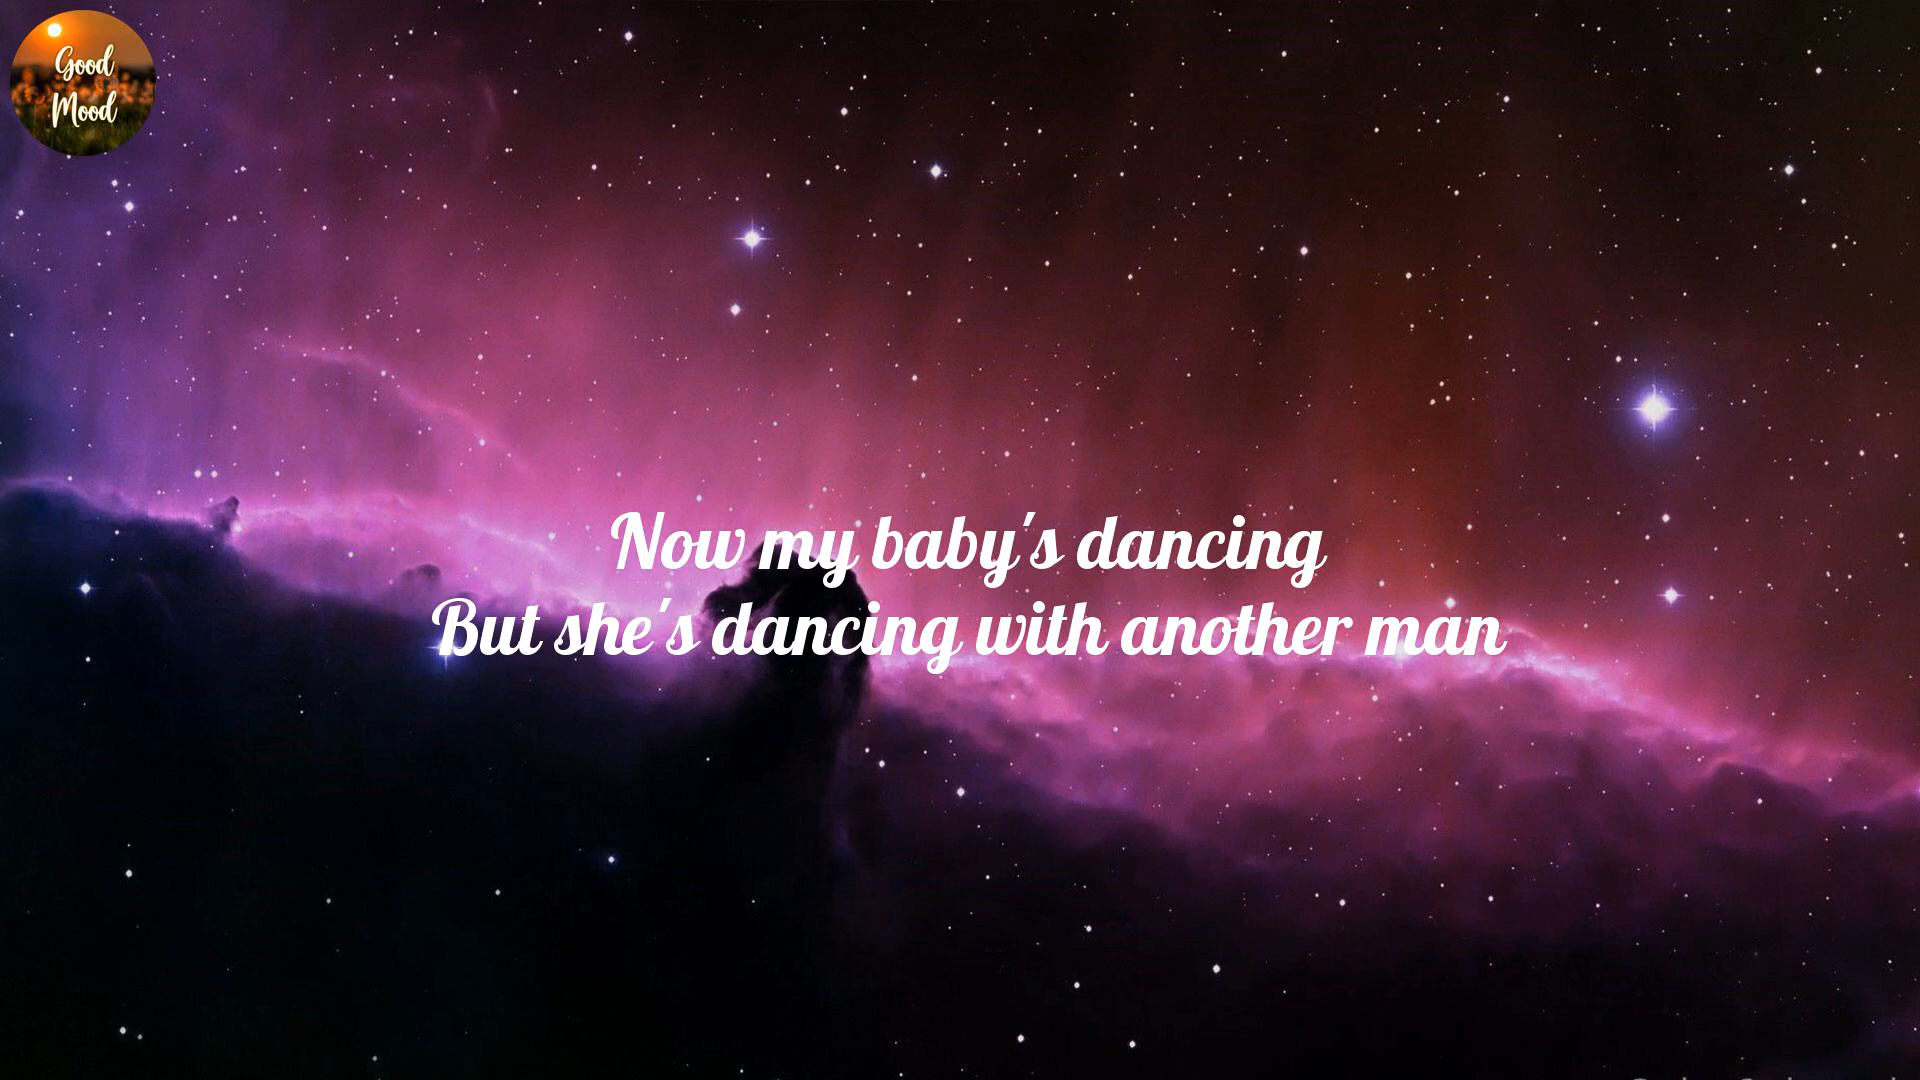 Good
Mood
Now my baby's dancing
But she's dancing with another man